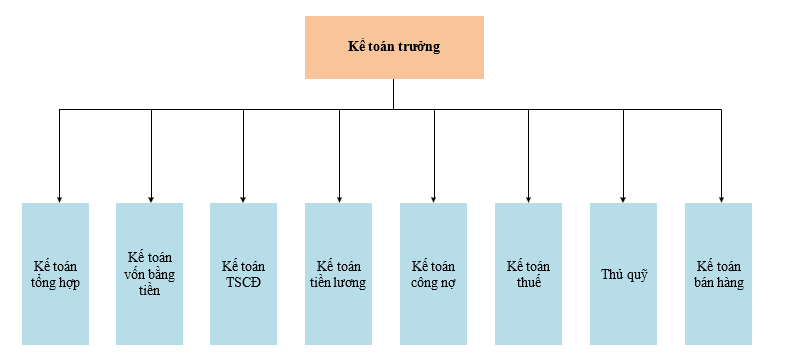 Kế toán trưởng
Kế toán
tổng hợp
Kế toán
vốn bằng
tiền
Kế toán
TSCĐ
Kế toán
tiền lương
Kế toán
công nợ
Kế toán
thuế
Thủ quỹ
Kế toán
bán hàng